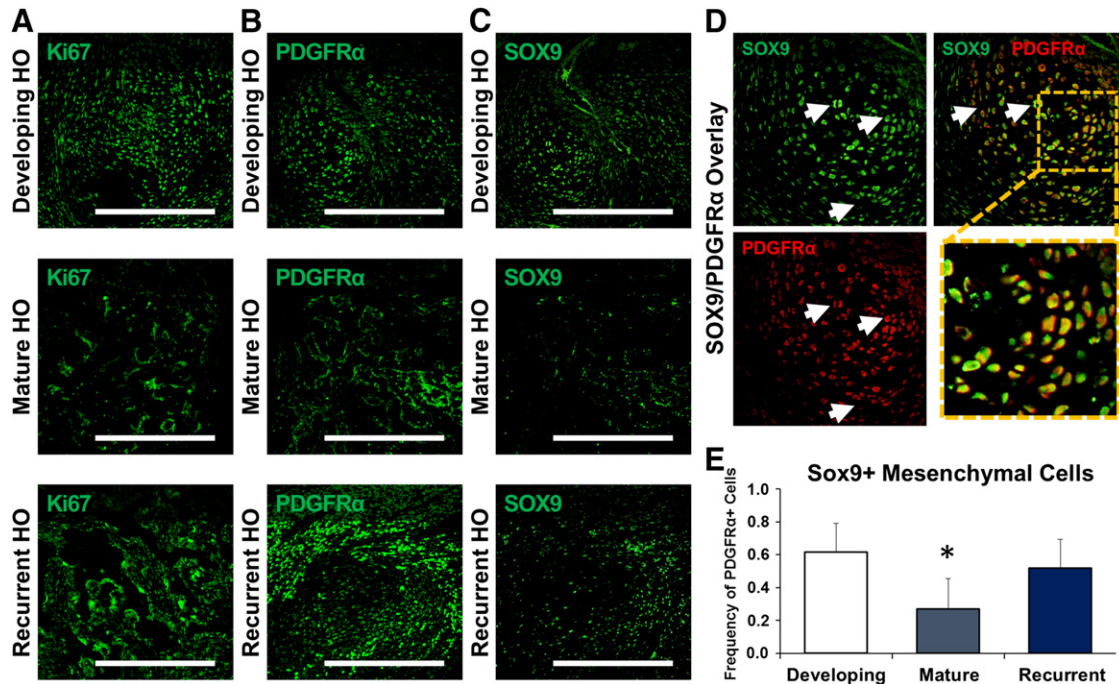 A
B
C
D
Developing HO
Ki67
Developing HO
PDGFRα
Developing HO
SOX9
Mature HO
Ki67
Mature HO
PDGFRα
Mature HO
SOX9
Recurrent HO
Ki67
Recurrent HO
PDGFRα
Recurrent HO
SOX9
SOX9/PDGFRα Overlay
SOX9
SOX9 PDGFRα
PDGFRα
E
Sox9+ Mesenchymal Cells
Frequency of PDGFRα+ Cells
1.0
0.8
0.6
0.4
0.2
0.0
*
Developing Mature Recurrent